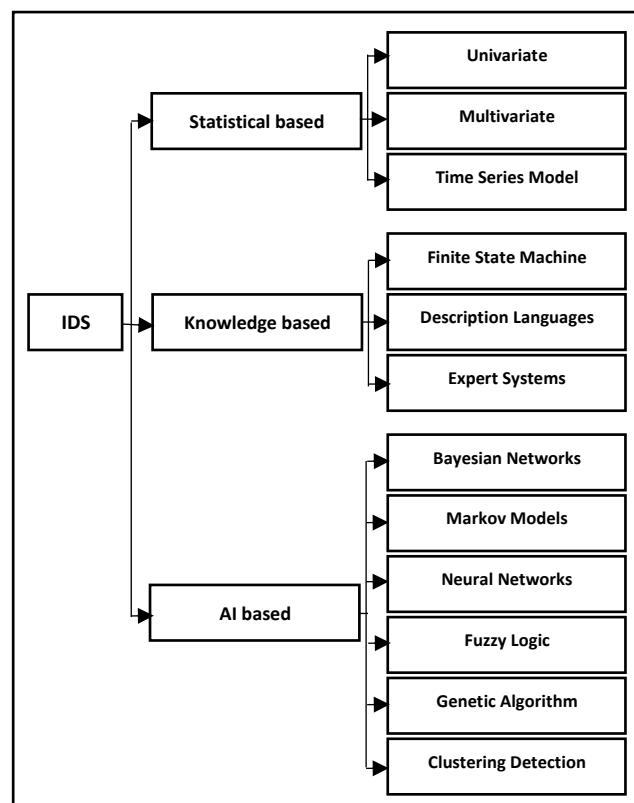 IDS
Statistical based
Univariate
Multivariate
Time Series Model
Knowledge based
Finite State Machine
Description Languages
Expert Systems
AI based
Bayesian Networks
Markov Models
Neural Networks
Fuzzy Logic
Genetic Algorithm
Clustering Detection